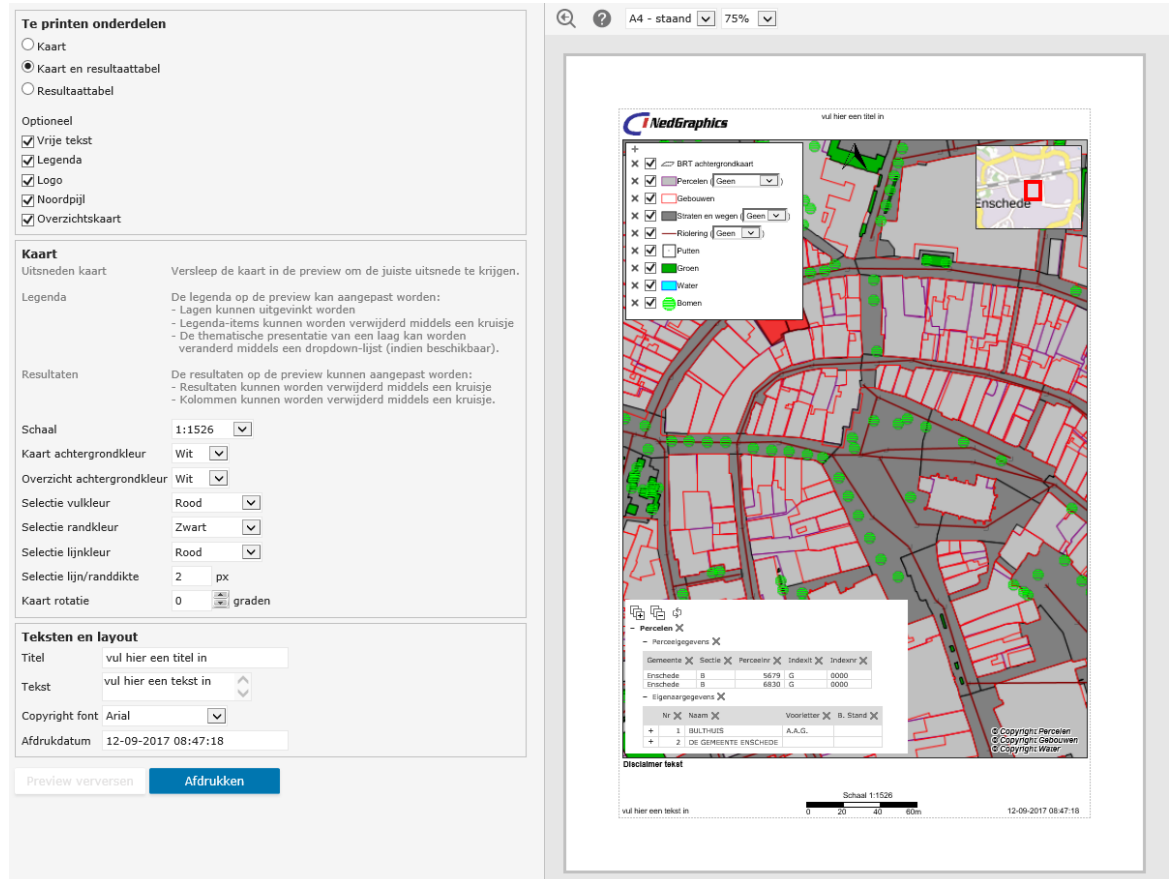 Te printen onderdelen
Kaart
Kaart en resultaattabel
Resultaattabel
Optioneel
Vrije tekst
Legenda
Logo
Noordpijl
Overzichtskaart
Kaart
Uitsneden kaart Versleep de kaart in de preview om de juiste uitsnede te krijgen.
Legenda De legenda op de preview kan aangepast worden:
- Lagen kunnen uitgevinkt worden
- Legenda-items kunnen worden verwijderd middels een kruisje
- De thematische presentatie van een laag kan worden
veranderd middels een dropdown-lijst (indien beschikbaar).
Resultaten De resultaten op de preview kunnen aangepast worden:
- Resultaten kunnen worden verwijderd middels een kruisje
- Kolommen kunnen worden verwijderd middels een kruisje.
Schaal 1:1526
Kaart achtergrondkleur Wit
Overzicht achtergrondkleur Wit
Selectie vulkleur Rood
Selectie randkleur Zwart
Selectie lijnkleur Rood
Selectie lijn/randdikte 2 px
Kaart rotatie 0 graden
Teksten en layout
Titel vul hier een titel in
Tekst vul hier een tekst in
Copyright font Arial
Afdrukdatum 12-09-2017 08:47:18
Preview verversen Afdrukken
A4 - staand 75%
NedGraphics vul hier een titel in
BRT achtergrondkaart
Percelen ( Geen )
Gebouwen
Straten en wegen ( Geen )
Riolering ( Geen )
Putten
Groen
Water
Bomen
Enschede
- Percelen X
- Perceelgegevens X
Gemeente X Sectie X Perceelnr X Indexlt X Indexnr X
Enschede B 5679 G 0000
Enschede B 6830 G 0000
- Eigenaargegevens X
Nr X Naam X Voorletter X B. Stand X
+ 1 BULTHUIS A.A.G.
+ 2 DE GEMEENTE ENSCHEDE
© Copyright Percelen
© Copyright Gebouwen
© Copyright Water
Disclaimer tekst
Schaal 1:1526
0 20 40 60m
vul hier een tekst in 12-09-2017 08:47:18